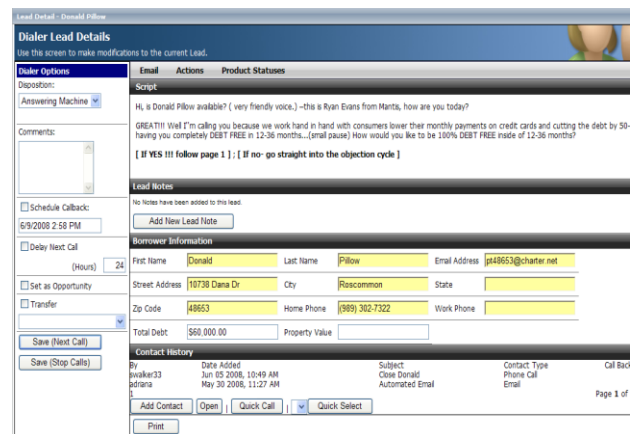 Lead Detail - Donald Pillow
Dialer Lead Details
Use this screen to make modifications to the current Lead.
Dialer Options
Disposition:
Answering Machine
Comments:
Schedule Callback:
6/9/2008 2:58 PM
Delay Next Call
(Hours) 24
Set as Opportunity
Transfer
Save (Next Call)
Save (Stop Calls)
Email Actions Product Statuses
Script
Hi, is Donald Pillow available? ( very friendly voice.) ~this is Ryan Evans from Mantis, how are you today?
GREAT!!! Well I'm calling you because we work hand in hand with consumers lower their monthly payments on credit cards and cutting the debt by 50-
having you completely DEBT FREE in 12-36 months...(small pause) How would you like to be 100% DEBT FREE inside of 12-36 months?
[ If YES !!! follow page 1 ] ; [ If no- go straight into the objection cycle ]
Lead Notes
No Notes have been added to this lead.
Add New Lead Note
Borrower Information
First Name Donald Last Name Pillow Email Address pt48653@charter.net
Street Address 10738 Dana Dr City Roscommon State
Zip Code 48653 Home Phone (989) 302-7322 Work Phone
Total Debt $60,000.00 Property Value
Contact History
By Date Added Subject Contact Type Call Back
swalker33 Jun 05 2008, 10:49 AM Close Donald Phone Call
adriana May 30 2008, 11:27 AM Automated Email Email
1 Page 1 of
Add Contact Open | Quick Call | Quick Select
Print